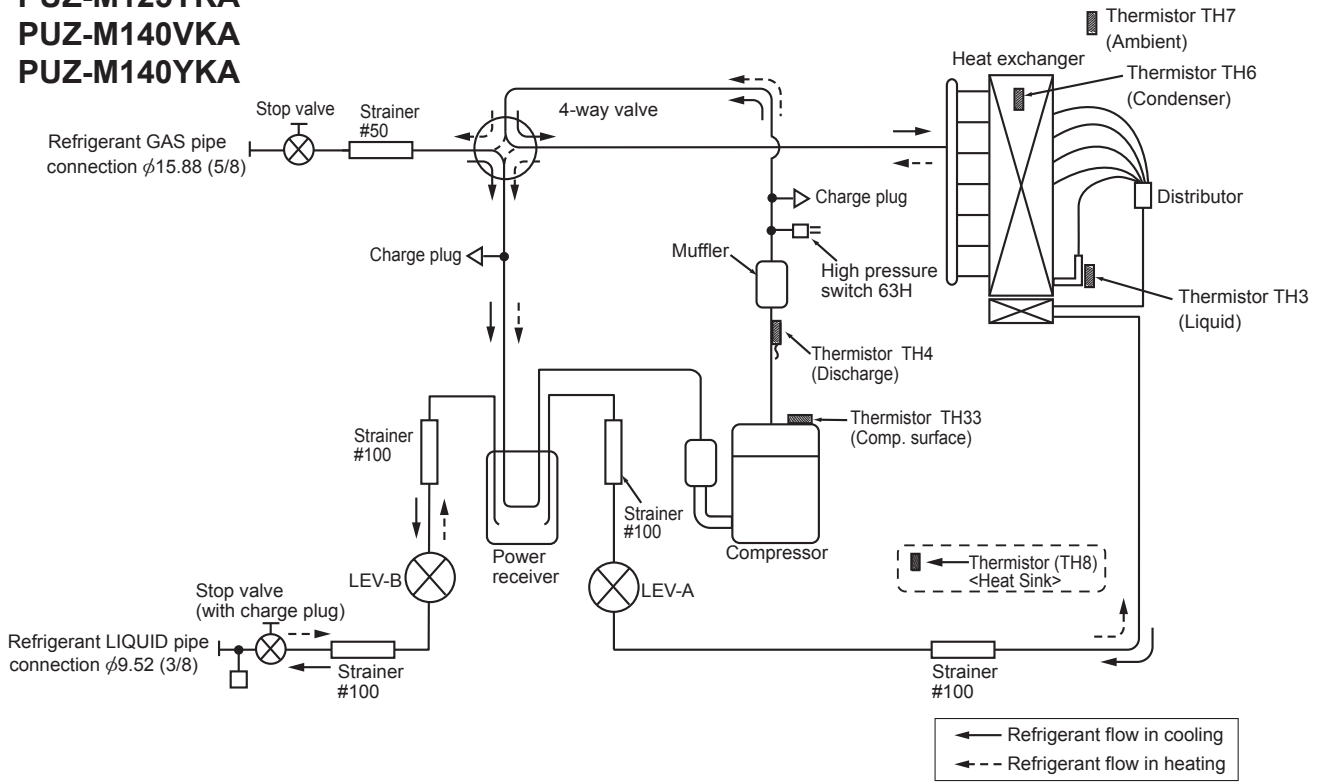 PUZ-M125YKA
PUZ-M140VKA
PUZ-M140YKA
Thermistor TH7
(Ambient)
Heat exchanger
Thermistor TH6
(Condenser)
Stop valve
Strainer
#50
4-way valve
Refrigerant GAS pipe
connection ϕ15.88 (5/8)
Charge plug
Distributor
Charge plug
Muffler
High pressure
switch 63H
Thermistor TH3
(Liquid)
Thermistor TH4
(Discharge)
Thermistor TH33
(Comp. surface)
Strainer
#100
Strainer
#100
Power
receiver
Compressor
LEV-B
LEV-A
Thermistor (TH8)
<Heat Sink>
Stop valve
(with charge plug)
Refrigerant LIQUID pipe
connection ϕ9.52 (3/8)
Strainer
#100
Strainer
#100
Refrigerant flow in cooling
Refrigerant flow in heating